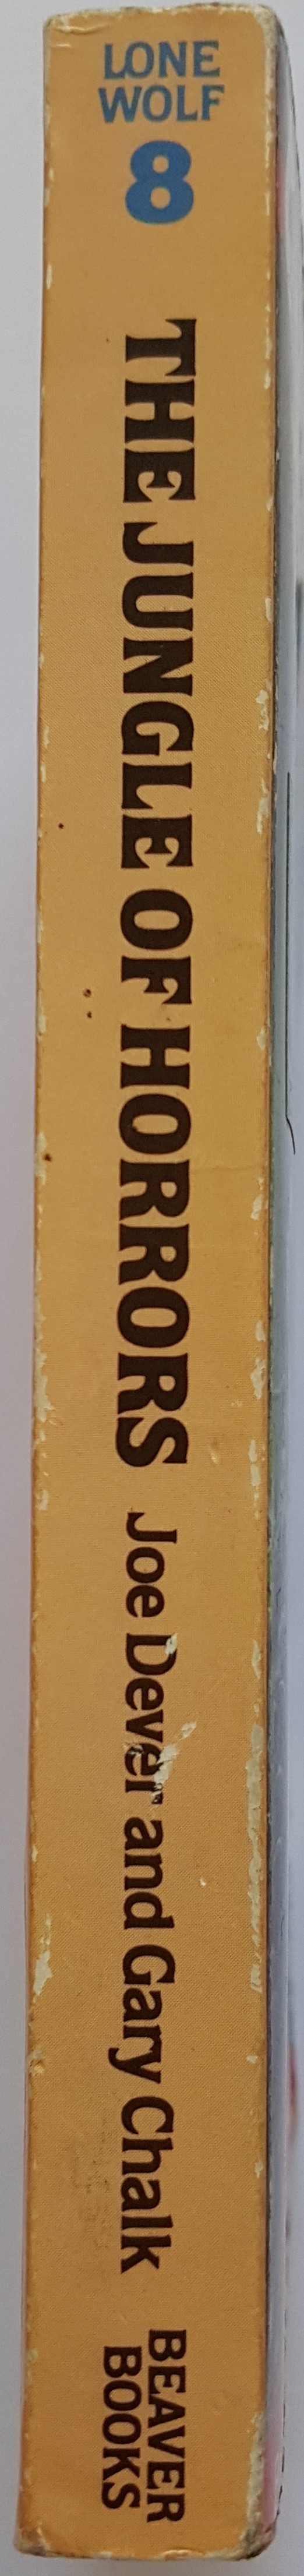 LONE
WOLF
8
THE JUNGLE OF HORRORS Joe Dever and Gary Chalk
BEAVER
BOOKS